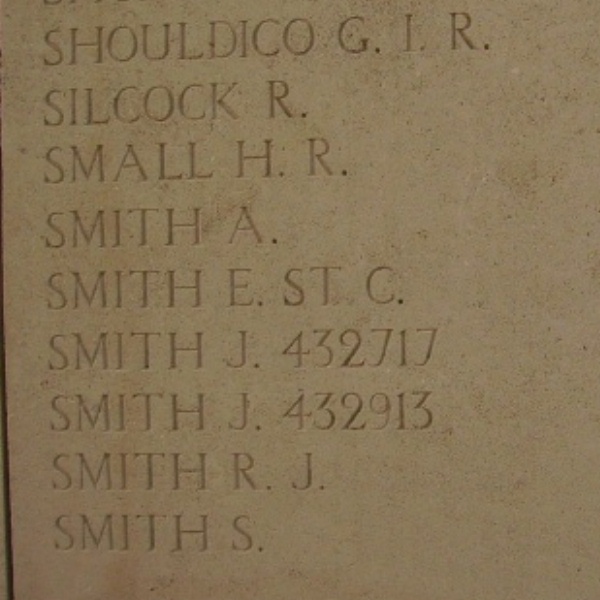 SHOULDICO G. I. R.
SILCOCK R.
SMALL H. R.
SMITH A.
SMITH E. ST. C.
SMITH J. 432717
SMITH J. 432913
SMITH R. J.
SMITH S.